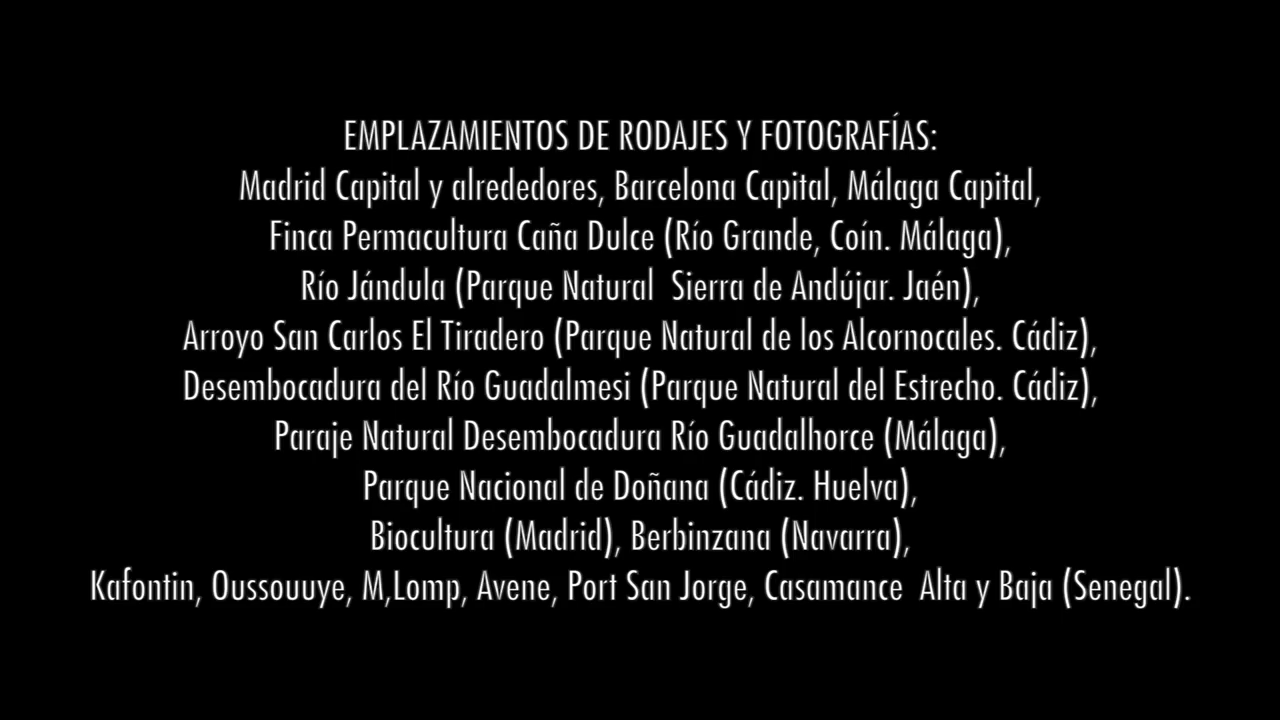 EMPLAZAMIENTOS DE RODAJES Y FOTOGRAFÍAS:
Madrid Capital y alrededores, Barcelona Capital, Málaga Capital,
Finca Permacultura Caña Dulce (Río Grande, Coín. Málaga),
Río Jándula (Parque Natural  Sierra de Andújar. Jaén),
Arroyo San Carlos El Tiradero (Parque Natural de los Alcornocales. Cádiz),
Desembocadura del Río Guadalmesi (Parque Natural del Estrecho. Cádiz),
Paraje Natural Desembocadura Río Guadalhorce (Málaga),
Parque Nacional de Doñana (Cádiz. Huelva),
Biocultura (Madrid), Berbinzana (Navarra),
Kafontin, Oussouuye, M,Lomp, Avene, Port San Jorge, Casamance  Alta y Baja (Senegal).